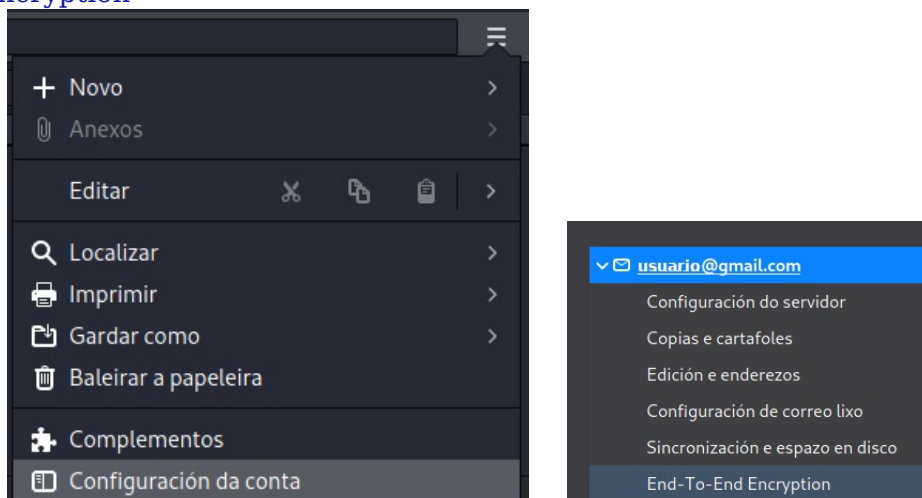 Novo
Anexos
Editar
Localizar
Imprimir
Gardar como
Baleirar a papeleira
Complementos
Configuración da conta
usuario@gmail.com
Configuración do servidor
Copias e cartafoles
Edición e enderezos
Configuración de correo lixo
Sincronización e espazo en disco
End-To-End Encryption